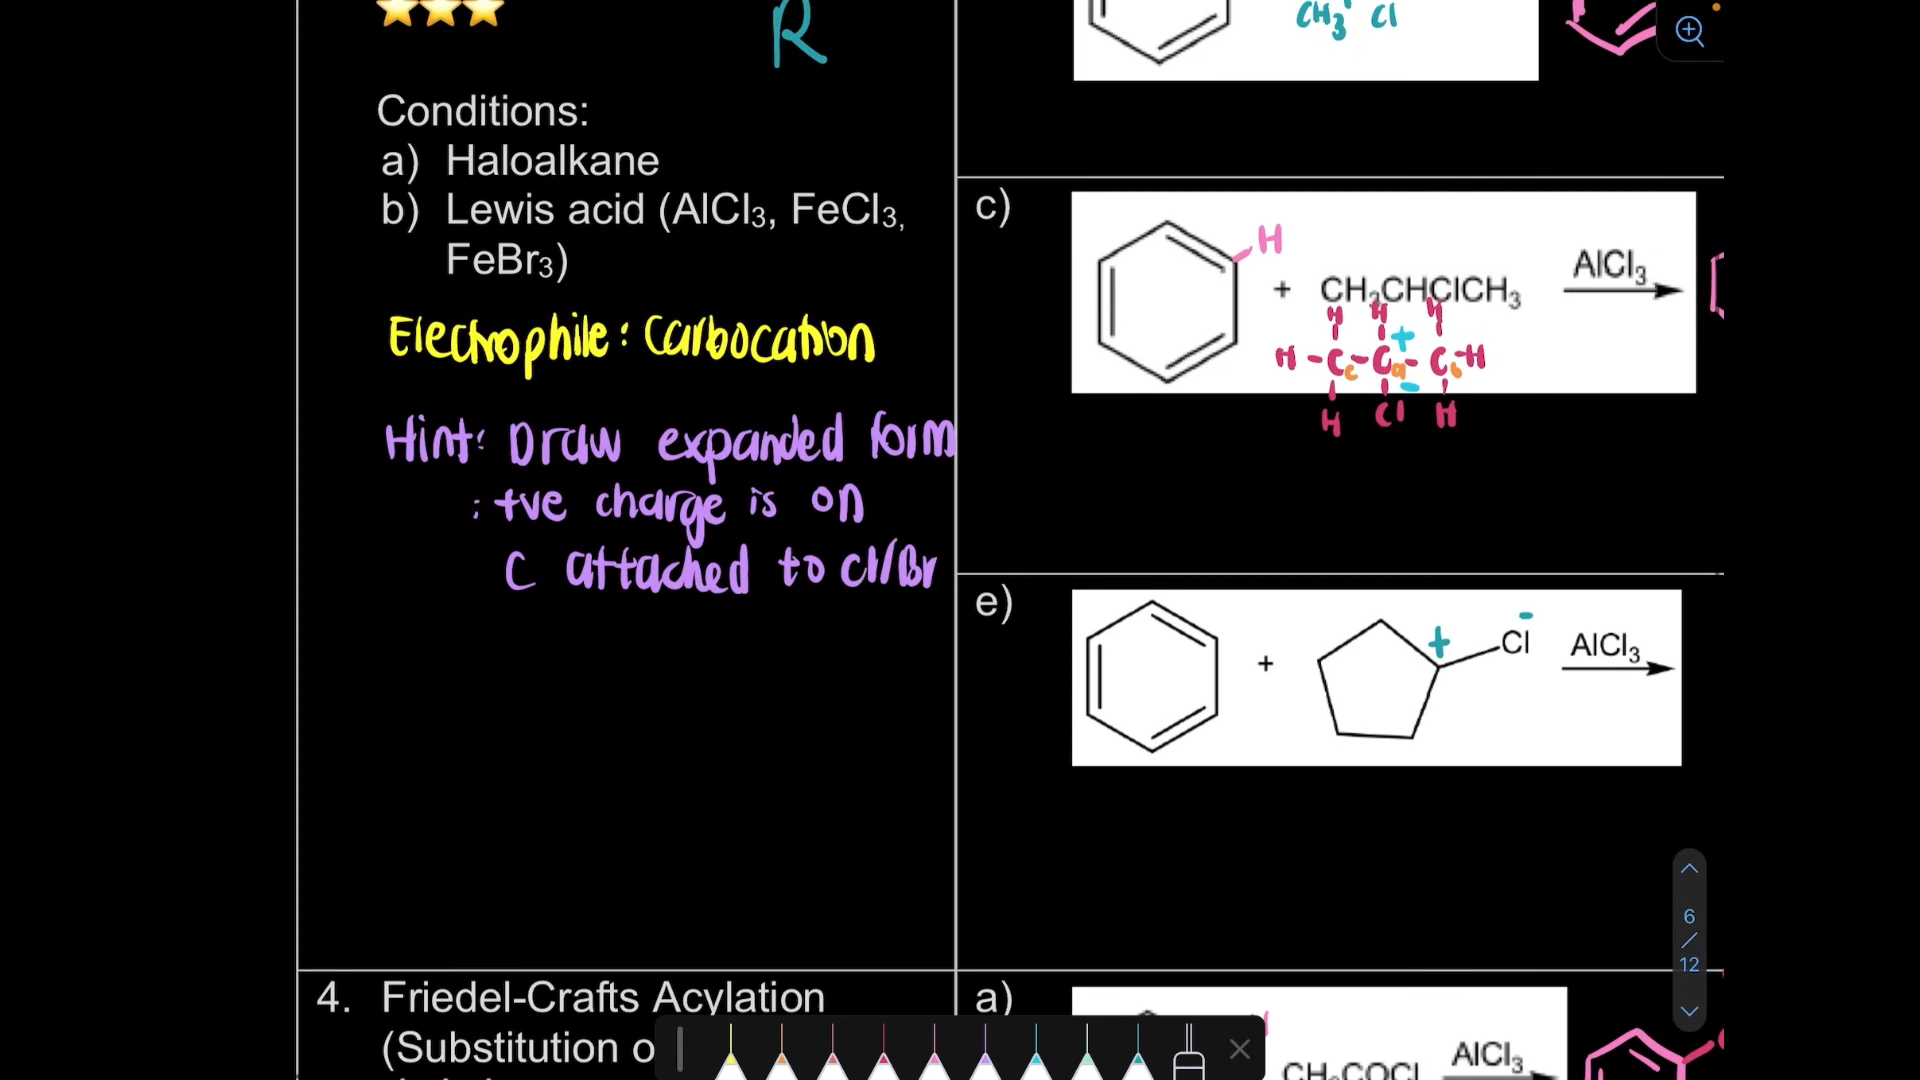 R
Conditions:
a) Haloalkane
b) Lewis acid (AlCl₃, FeCl₃,
FeBr₃)
Electrophile : Carbocation
Hint: Draw expanded form
: +ve charge is on
C attached to Cl/Br
4. Friedel-Crafts Acylation
(Substitution o
CH₃⁺ Cl
c)
H
+ CH₃CHClCH₃ AlCl₃
H H H
+
H - C c - C a - C b - H
-
H Cl H
e)
+ + Cl - AlCl₃
a)
CH₃COCl AlCl₃
6
/
12